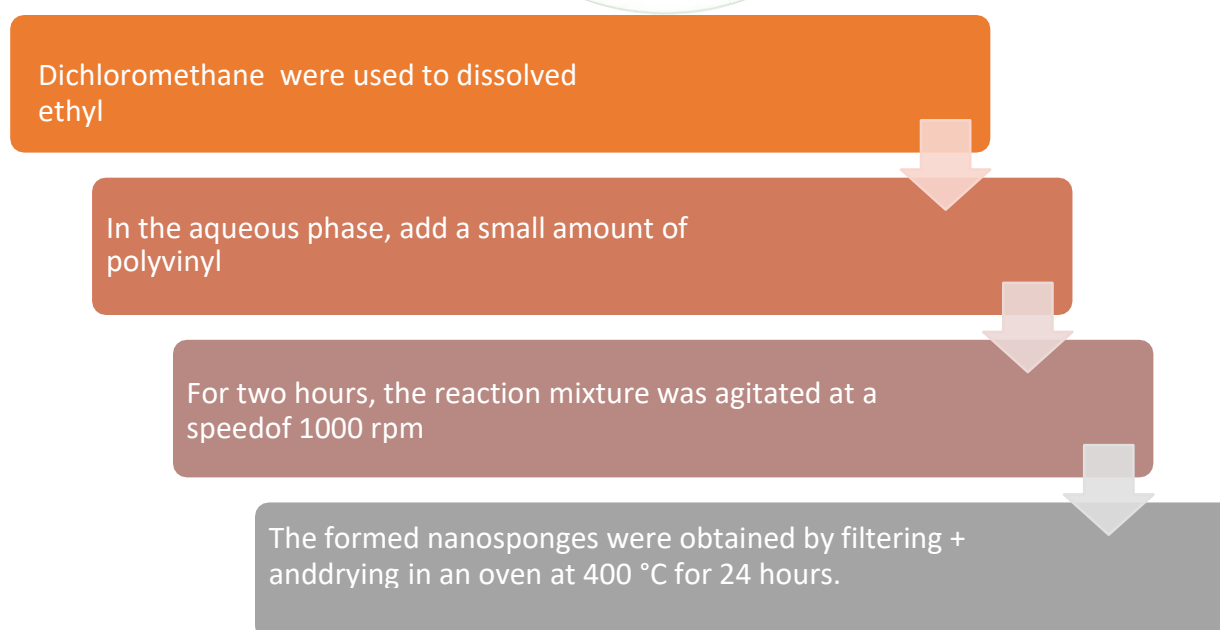 Dichloromethane  were used to dissolved
ethyl
In the aqueous phase, add a small amount of
polyvinyl
For two hours, the reaction mixture was agitated at a
speedof 1000 rpm
The formed nanosponges were obtained by filtering +
anddrying in an oven at 400 °C for 24 hours.